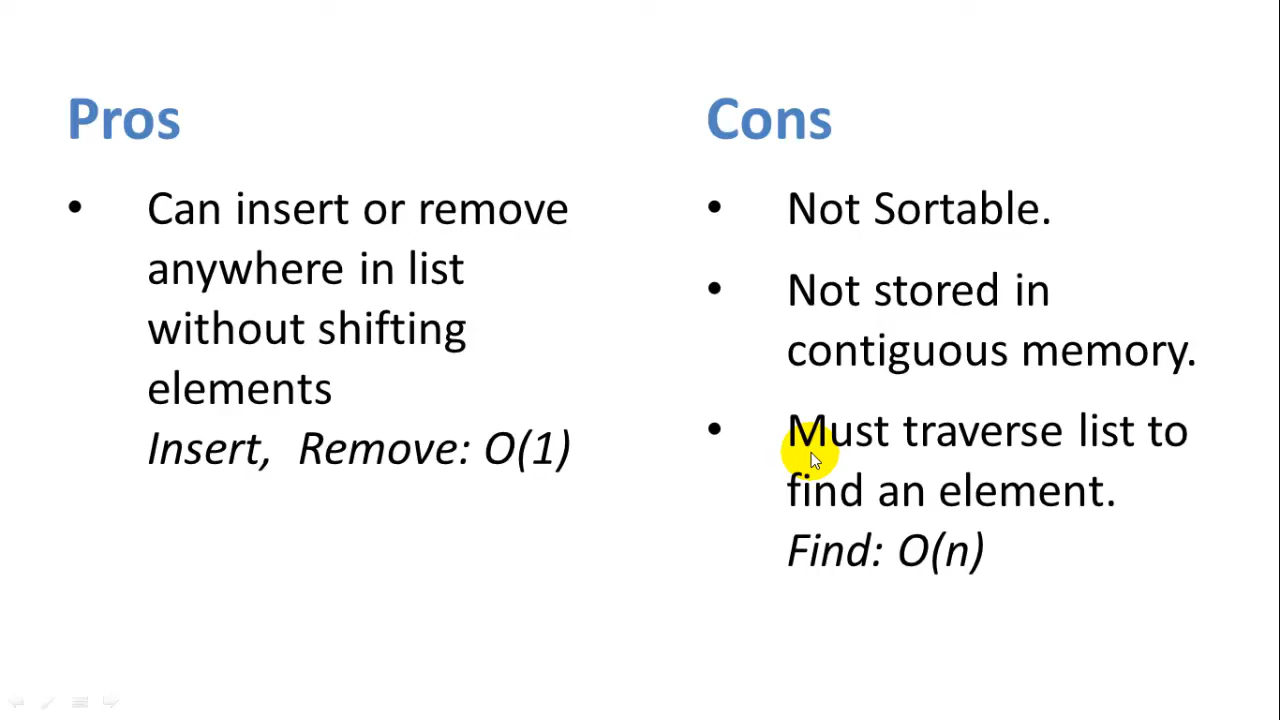 Pros
• Can insert or remove
anywhere in list
without shifting
elements
Insert,  Remove: O(1)
Cons
• Not Sortable.
• Not stored in
contiguous memory.
• Must traverse list to
find an element.
Find: O(n)